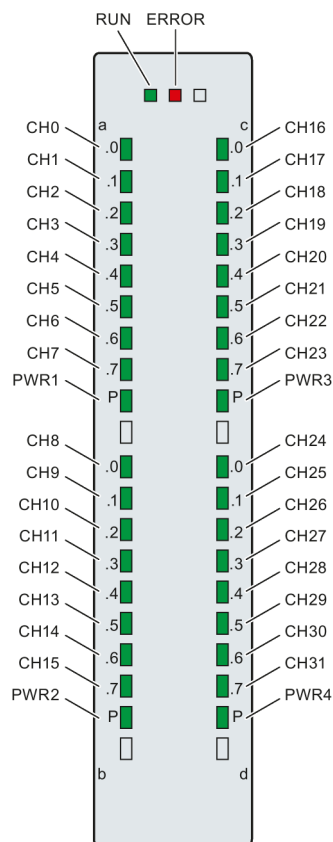 RUN ERROR
a c
CH0 .0 .0 CH16
CH1 .1 .1 CH17
CH2 .2 .2 CH18
CH3 .3 .3 CH19
CH4 .4 .4 CH20
CH5 .5 .5 CH21
CH6 .6 .6 CH22
CH7 .7 .7 CH23
PWR1 P P PWR3
CH8 .0 .0 CH24
CH9 .1 .1 CH25
CH10 .2 .2 CH26
CH11 .3 .3 CH27
CH12 .4 .4 CH28
CH13 .5 .5 CH29
CH14 .6 .6 CH30
CH15 .7 .7 CH31
PWR2 P P PWR4
b d